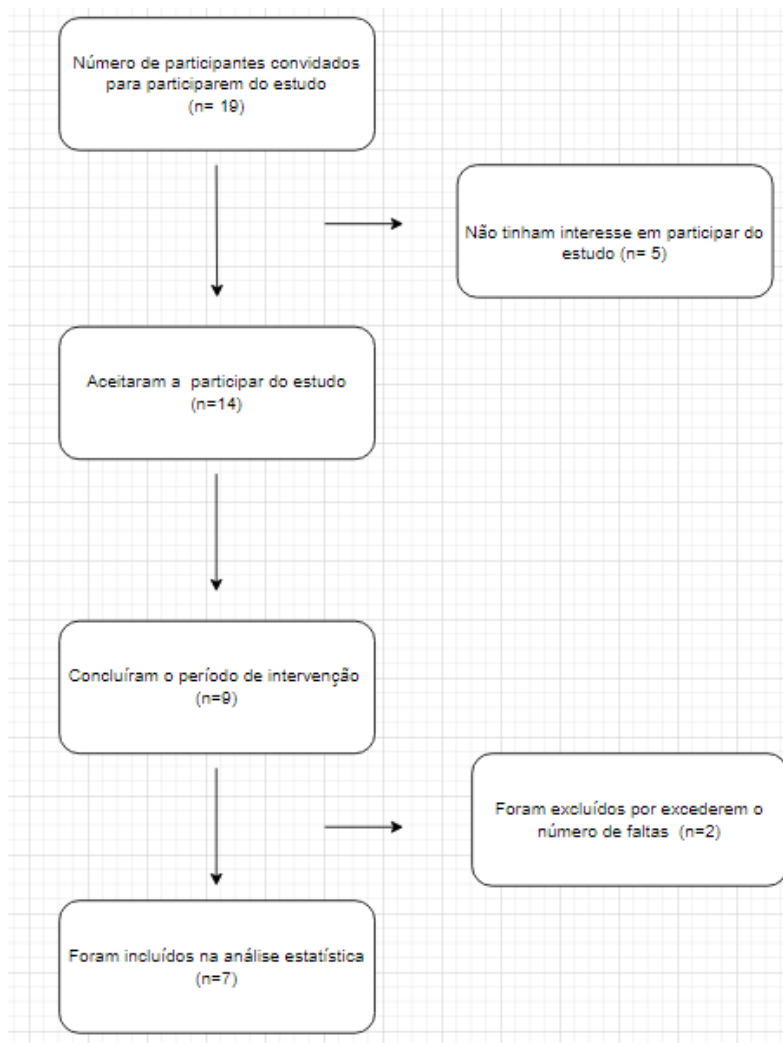 Número de participantes convidados
para participarem do estudo
(n= 19)
Não tinham interesse em participar do
estudo (n= 5)
Aceitaram a  participar do estudo
(n=14)
Concluíram o período de intervenção
(n=9)
Foram excluídos por excederem o
número de faltas  (n=2)
Foram incluídos na análise estatística
(n=7)